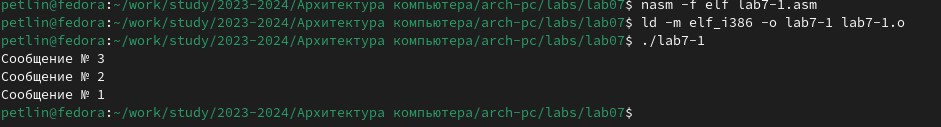 petlin@fedora:~/work/study/2023-2024/Архитектура компьютера/arch-pc/labs/lab07$ nasm -f elf lab7-1.asm
petlin@fedora:~/work/study/2023-2024/Архитектура компьютера/arch-pc/labs/lab07$ ld -m elf_i386 -o lab7-1 lab7-1.o
petlin@fedora:~/work/study/2023-2024/Архитектура компьютера/arch-pc/labs/lab07$ ./lab7-1
Сообщение № 3
Сообщение № 2
Сообщение № 1
petlin@fedora:~/work/study/2023-2024/Архитектура компьютера/arch-pc/labs/lab07$